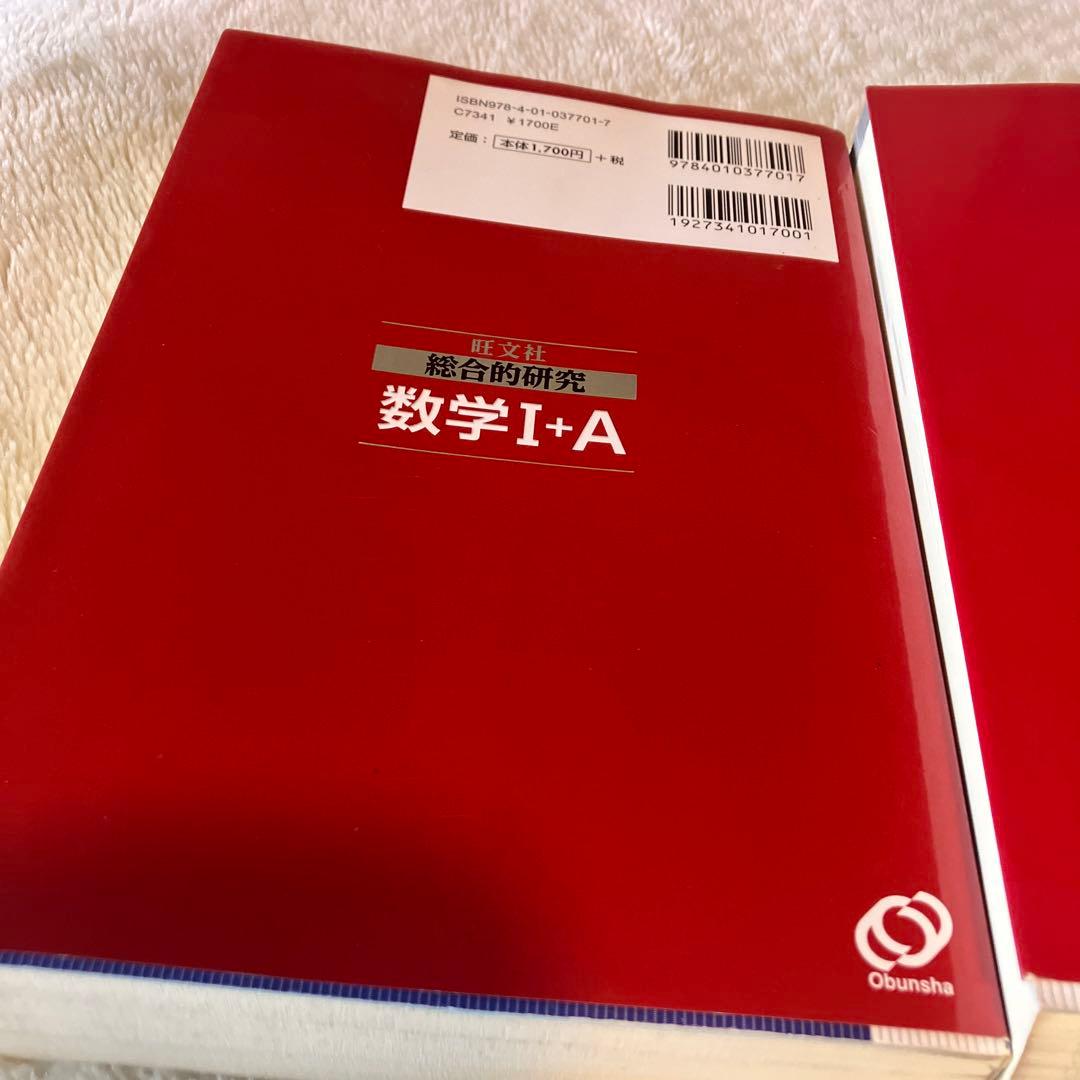 ISBN978-4-01-037701-7
C7341 ￥1700E
定価：本体1,700円＋税
9784010377017
1927341017001
旺文社
総合的研究
数学I+A
Obunsha